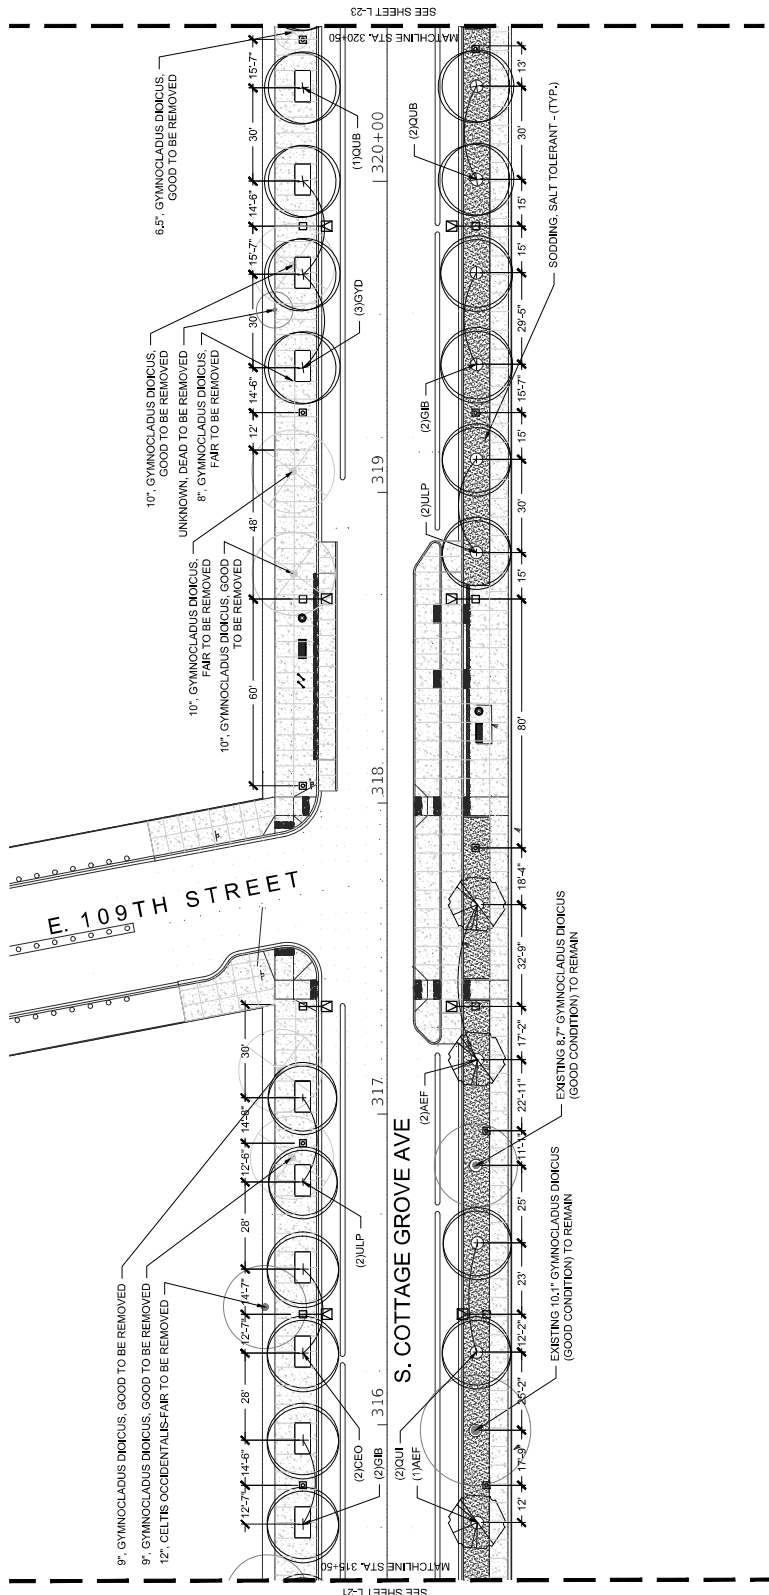 SEE SHEET L-23
MATCHLINE STA. 320+50
6.5", GYMNOCLADUS DIOICUS,
GOOD TO BE REMOVED
10", GYMNOCLADUS DIOICUS,
GOOD TO BE REMOVED
UNKNOWN, DEAD TO BE REMOVED
8", GYMNOCLADUS DIOICUS,
FAIR TO BE REMOVED
10", GYMNOCLADUS DIOICUS,
FAIR TO BE REMOVED
10", GYMNOCLADUS DIOICUS, GOOD
TO BE REMOVED
15'-7"
30'
14'-6"
15'-7"
30'
14'-6"
12'
48'
60'
(1)QUB
(3)GYD
320+00
319
318
317
316
(2)QUB
(2)GIB
(2)ULP
SODDING, SALT TOLERANT - (TYP.)
13'
30'
15'
15'
29'-5"
15'-7"
15'
30'
15'
80'
18'-4"
32'-9"
17'-2"
22'-11"
11'-1"
25'
23'
12'-2"
25'-2"
17'-9"
12'
E. 109TH STREET
S. COTTAGE GROVE AVE
30'
14'-8"
12'-6"
28'
14'-7"
12'-7"
28'
14'-6"
12'-7"
9", GYMNOCLADUS DIOICUS, GOOD TO BE REMOVED
9", GYMNOCLADUS DIOICUS, GOOD TO BE REMOVED
12", CELTIS OCCIDENTALIS-FAIR TO BE REMOVED
(2)ULP
(2)CEO
(2)GIB
(2)AEF
(2)QUI
(1)AEF
EXISTING 8.7" GYMNOCLADUS DIOICUS
(GOOD CONDITION) TO REMAIN
EXISTING 10.1" GYMNOCLADUS DIOICUS
(GOOD CONDITION) TO REMAIN
MATCHLINE STA. 315+50
SEE SHEET L-21